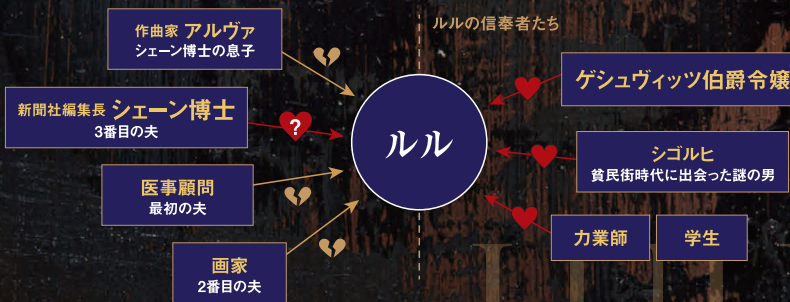 ルルの信奉者たち
作曲家 アルヴァ
シェーン博士の息子
新聞社編集長 シェーン博士
3番目の夫
?
医事顧問
最初の夫
画家
2番目の夫
ルル
ゲシュヴィッツ伯爵令嬢
シゴルヒ
貧民街時代に出会った謎の男
力業師
学生